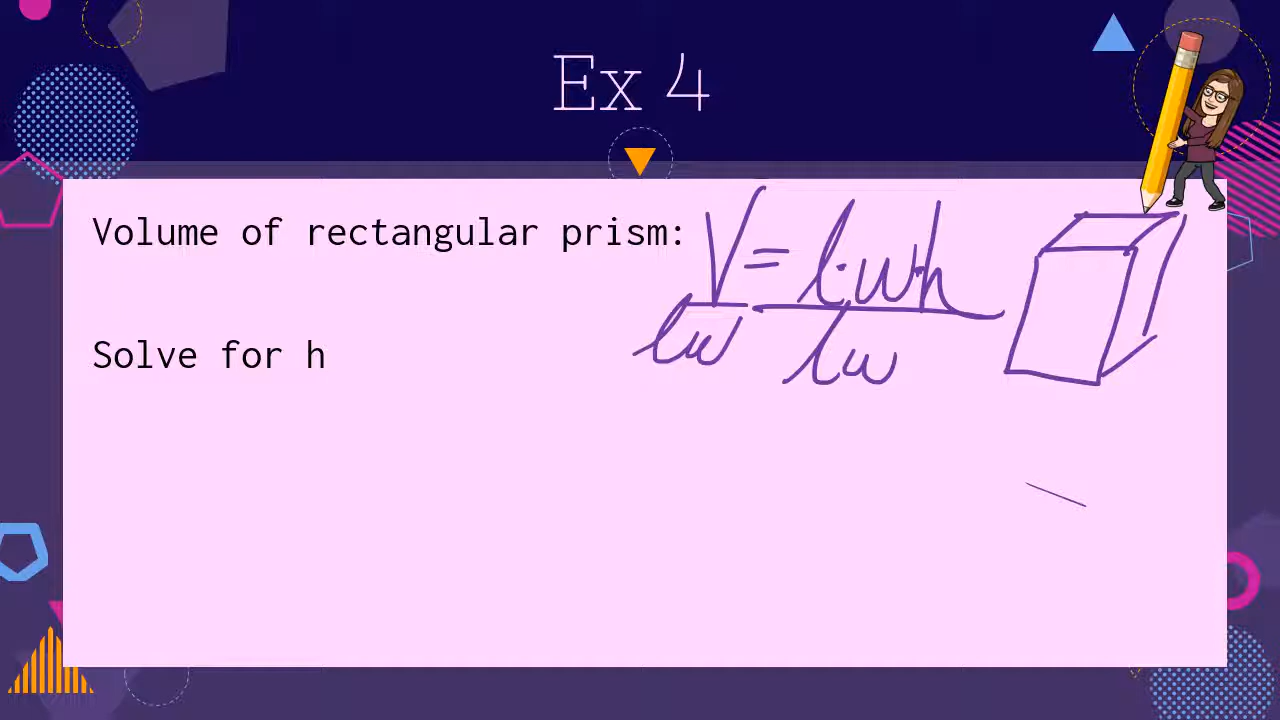 Ex 4
Volume of rectangular prism: V = l·w·h
lw lw
Solve for h